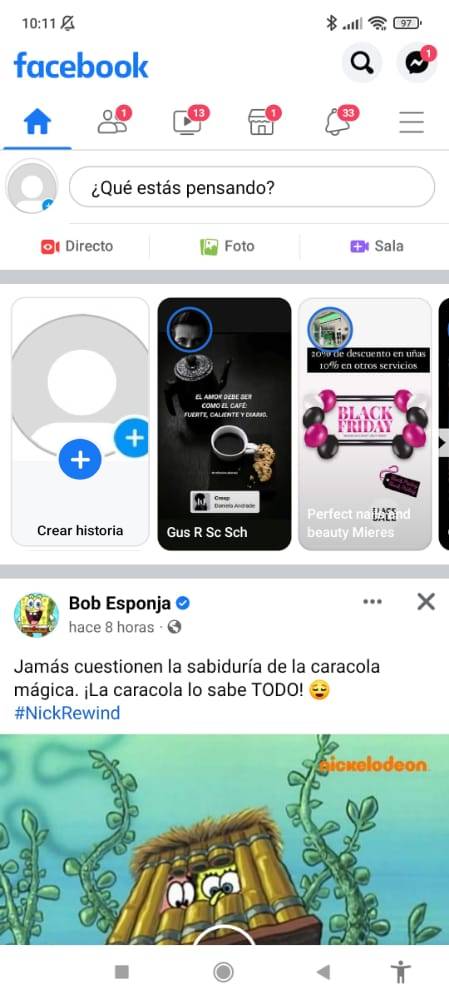 10:11
97
facebook
1
1
13
1
33
¿Qué estás pensando?
Directo
Foto
Sala
EL AMOR DEBE SER
COMO EL CAFÉ:
FUERTE, CALIENTE Y DIARIO.
Creep
Daniela Andrade
Crear historia
Gus R Sc Sch
de descuento en uñas
10% en otros servicios
BLACK
FRIDAY
Perfect nails and
beauty Mieres
Bob Esponja
hace 8 horas ·
Jamás cuestionen la sabiduría de la caracola
mágica. ¡La caracola lo sabe TODO! 😌
#NickRewind
nickelodeon